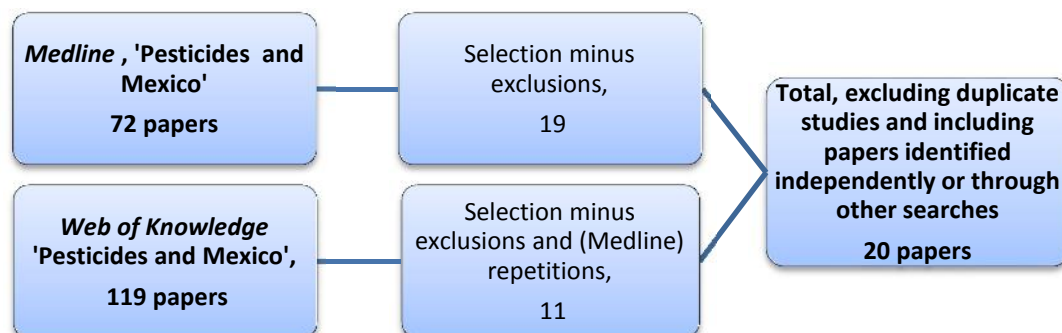 Medline , 'Pesticides and
Mexico'
72 papers
Selection minus
exclusions,
19
Total, excluding duplicate
studies and including
papers identified
independently or through
other searches
20 papers
Web of Knowledge
'Pesticides and Mexico',
119 papers
Selection minus
exclusions and (Medline)
repetitions,
11